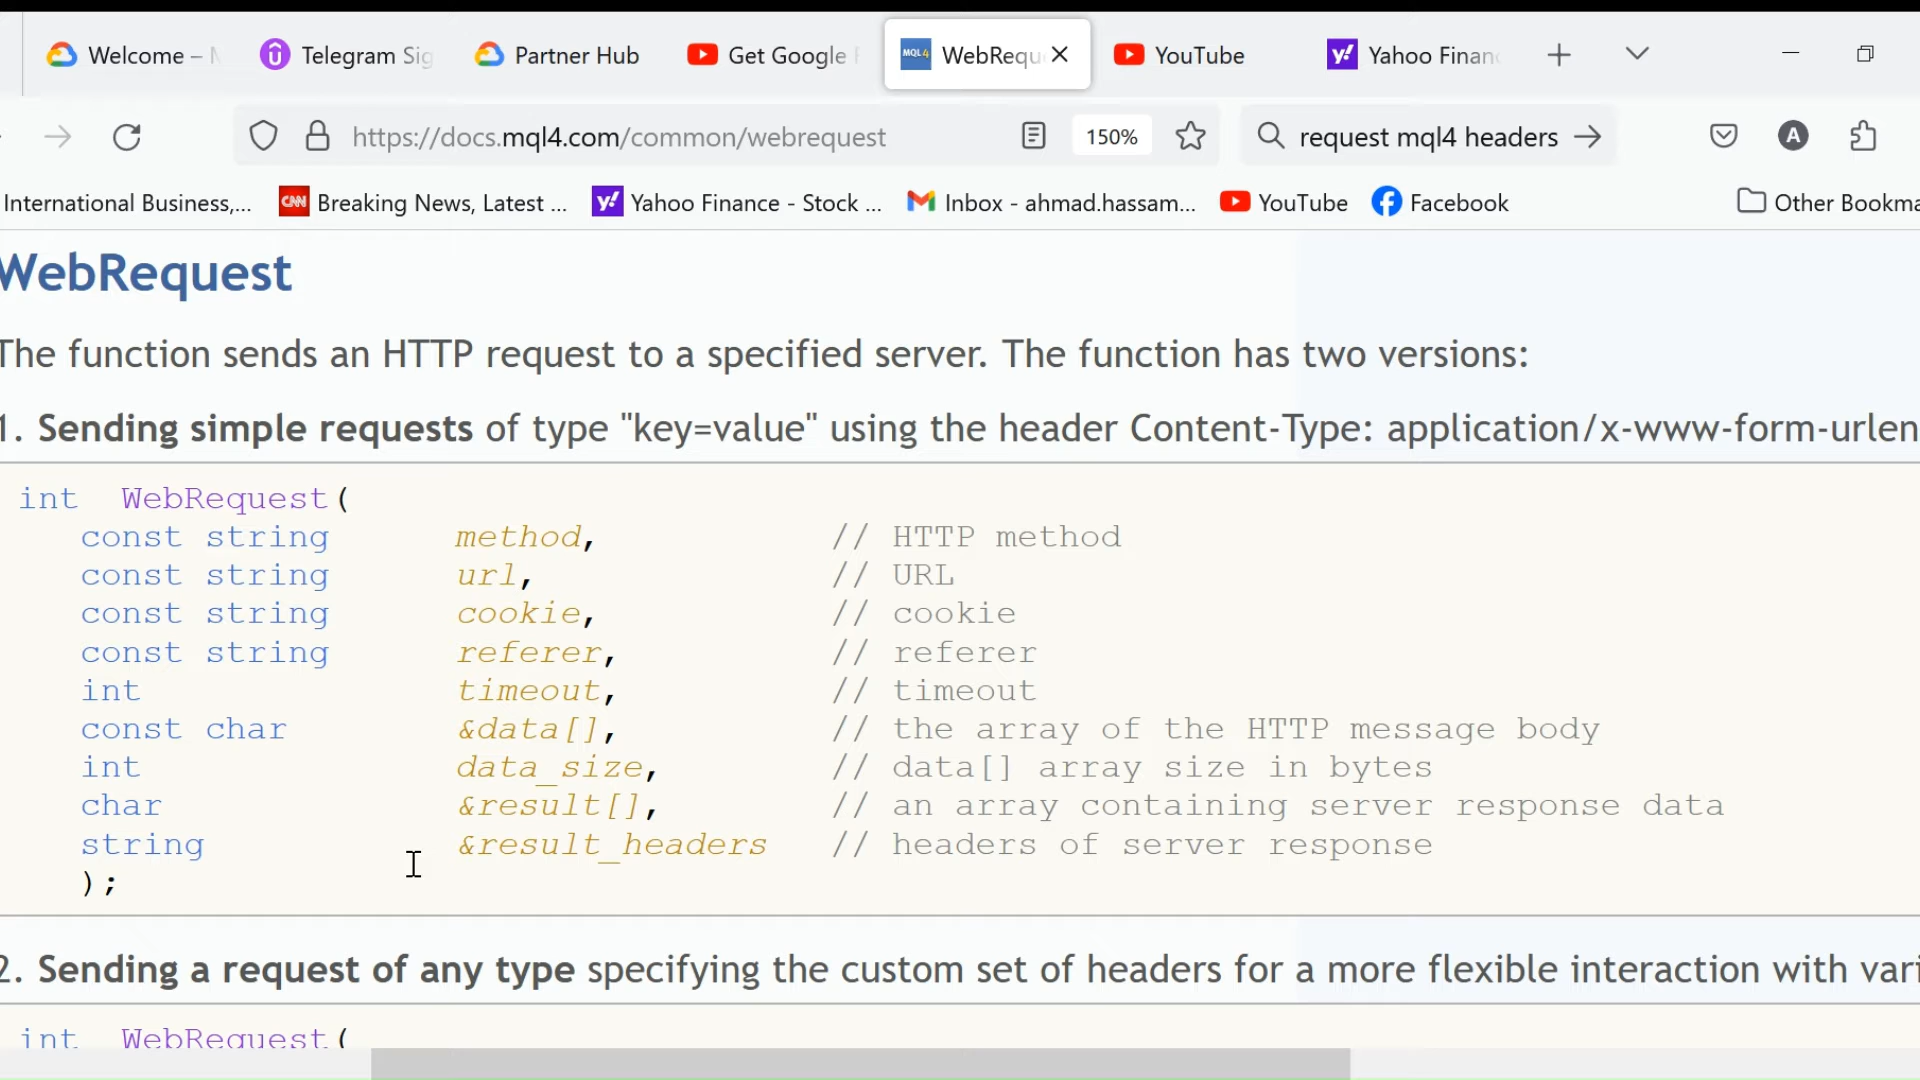 Welcome – M
Telegram Sig
Partner Hub
Get Google
MQL4 WebRequ
YouTube
y! Yahoo Finan
https://docs.mql4.com/common/webrequest
150%
request mql4 headers
A
International Business,...
CNN Breaking News, Latest ...
y! Yahoo Finance - Stock ...
Inbox - ahmad.hassam...
YouTube
Facebook
Other Bookma
WebRequest
The function sends an HTTP request to a specified server. The function has two versions:
1. Sending simple requests of type "key=value" using the header Content-Type: application/x-www-form-urlen
int WebRequest(
const string method, // HTTP method
const string url, // URL
const string cookie, // cookie
const string referer, // referer
int timeout, // timeout
const char &data[], // the array of the HTTP message body
int data_size, // data[] array size in bytes
char &result[], // an array containing server response data
string &result_headers // headers of server response
);
2. Sending a request of any type specifying the custom set of headers for a more flexible interaction with vari
int WebRequest(